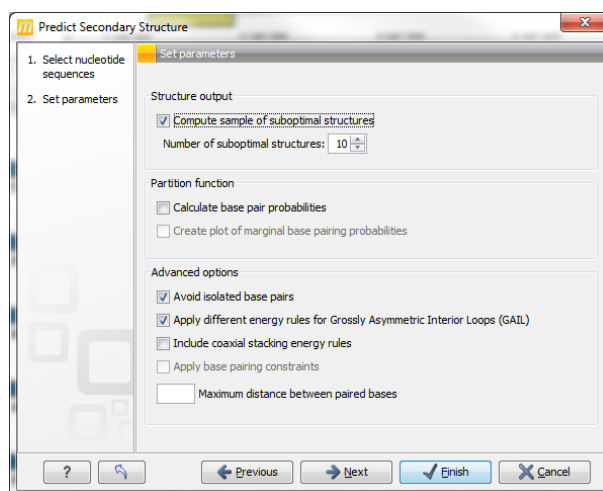 Predict Secondary Structure
1. Select nucleotide
sequences
2. Set parameters
Set parameters
Structure output
Compute sample of suboptimal structures
Number of suboptimal structures: 10
Partition function
Calculate base pair probabilities
Create plot of marginal base pairing probabilities
Advanced options
Avoid isolated base pairs
Apply different energy rules for Grossly Asymmetric Interior Loops (GAIL)
Include coaxial stacking energy rules
Apply base pairing constraints
Maximum distance between paired bases
? Previous Next Finish Cancel